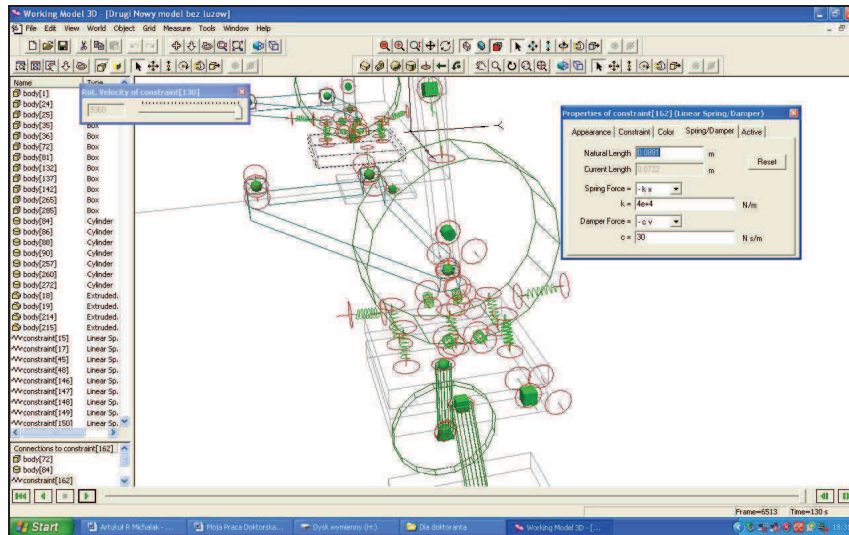 Working Model 3D - [Drugi Nowy model bez luzow]
File Edit View World Object Grid Measure Tools Window Help
Name Type
body[1]
body[24]
body[25]
body[35] Box
body[36] Box
body[72] Box
body[81] Box
body[132] Box
body[137] Box
body[142] Box
body[265] Box
body[285] Box
body[84] Cylinder
body[86] Cylinder
body[88] Cylinder
body[90] Cylinder
body[257] Cylinder
body[260] Cylinder
body[272] Cylinder
body[18] Extruded.
body[19] Extruded.
body[214] Extruded.
body[215] Extruded.
constraint[15] Linear Sp.
constraint[17] Linear Sp.
constraint[45] Linear Sp.
constraint[48] Linear Sp.
constraint[146] Linear Sp.
constraint[147] Linear Sp.
constraint[148] Linear Sp.
constraint[149] Linear Sp.
constraint[150] Linear Sp.
Connections to constraint[162]
body[72]
body[84]
constraint[162]
Rot. Velocity of constraint[130]
Properties of constraint[162] (Linear Spring/Damper)
Appearance Constraint Color Spring/Damper Active
Natural Length 0.0881 m
Current Length 0.0722 m
Reset
Spring Force = - k x
k = 4e+4 N/m
Damper Force = - c v
c = 30 N s/m
Frame=6513 Time=130 s
Start
Artukuł R Michalak - ...
Moja Praca Doktorska...
Dysk wymienny (H:)
Dla doktoranta
Working Model 3D - [...